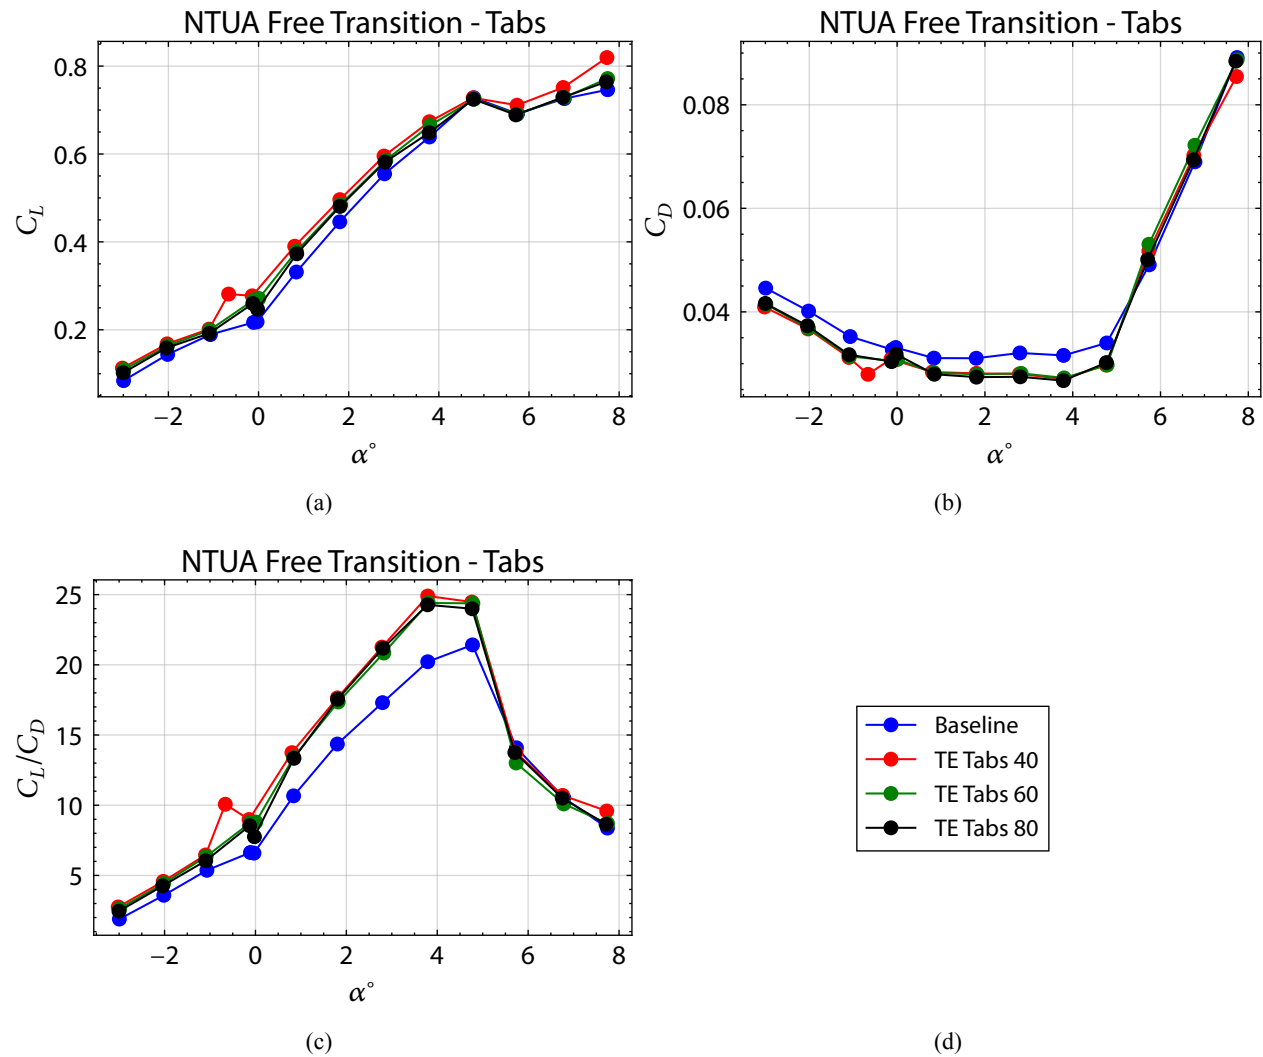 NTUA Free Transition - Tabs
0.8
0.6
0.4
0.2
C_L
−2 0 2 4 6 8
α°
(a)
NTUA Free Transition - Tabs
0.08
0.06
0.04
C_D
−2 0 2 4 6 8
α°
(b)
NTUA Free Transition - Tabs
25
20
15
10
5
C_L/C_D
−2 0 2 4 6 8
α°
(c)
Baseline
TE Tabs 40
TE Tabs 60
TE Tabs 80
(d)